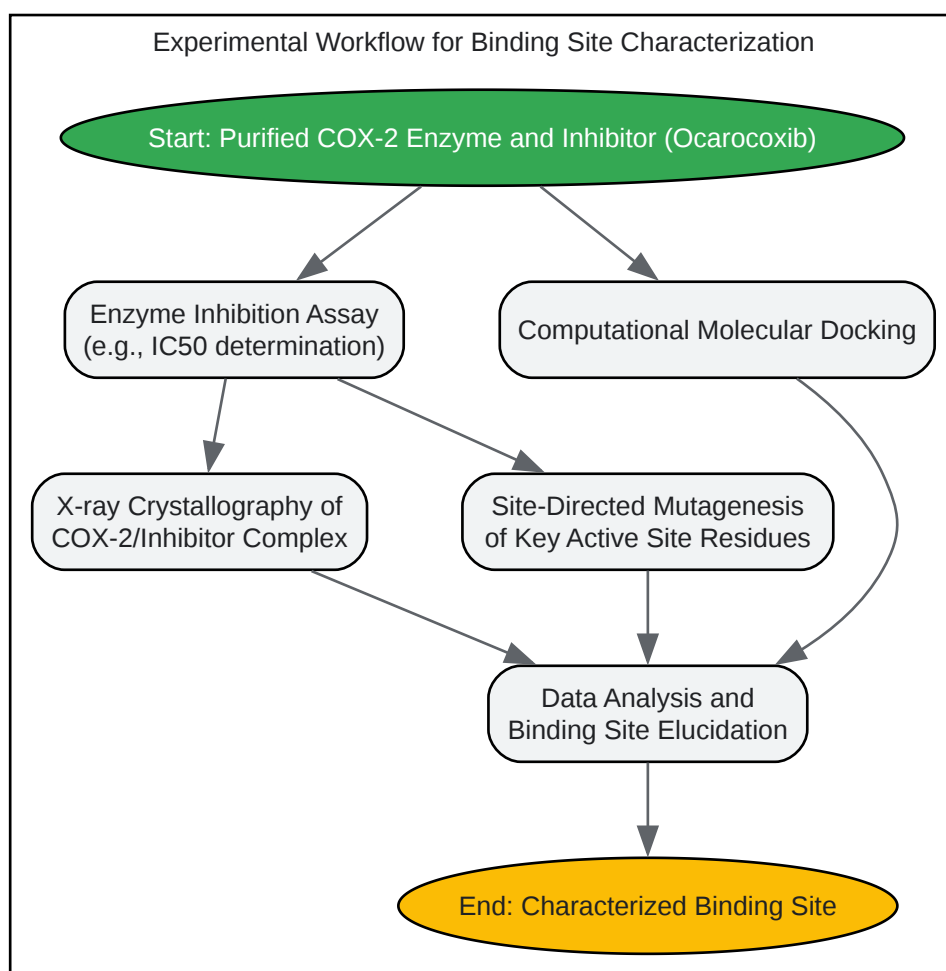 Experimental Workflow for Binding Site Characterization
Start: Purified COX-2 Enzyme and Inhibitor (Ocarocoxib)
Enzyme Inhibition Assay
(e.g., IC50 determination)
Computational Molecular Docking
X-ray Crystallography of
COX-2/Inhibitor Complex
Site-Directed Mutagenesis
of Key Active Site Residues
Data Analysis and
Binding Site Elucidation
End: Characterized Binding Site